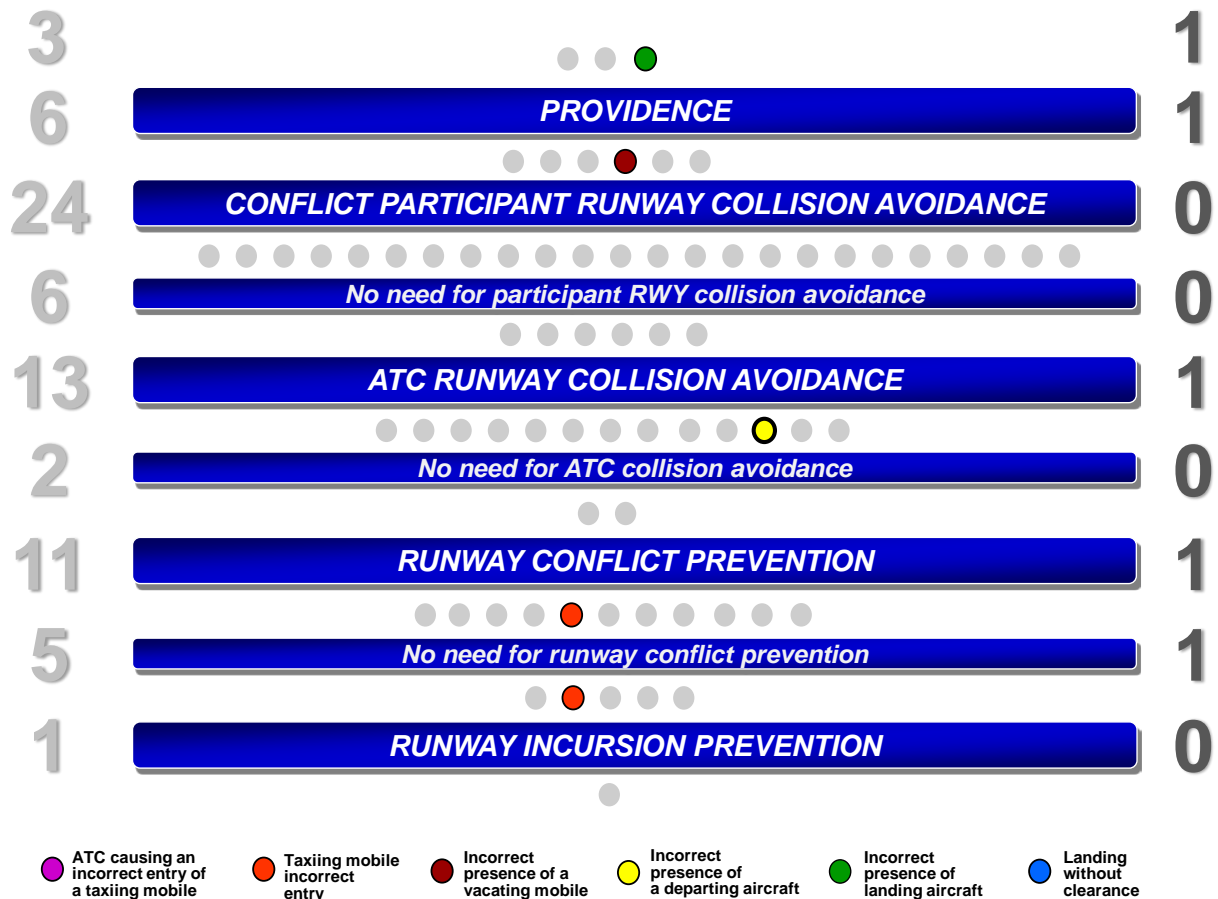 3 1
PROVIDENCE
6 1
CONFLICT PARTICIPANT RUNWAY COLLISION AVOIDANCE
24 0
No need for participant RWY collision avoidance
6 0
ATC RUNWAY COLLISION AVOIDANCE
13 1
No need for ATC collision avoidance
2 0
RUNWAY CONFLICT PREVENTION
11 1
No need for runway conflict prevention
5 1
RUNWAY INCURSION PREVENTION
1 0
ATC causing an
incorrect entry of
a taxiing mobile
Taxiing mobile
incorrect
entry
Incorrect
presence of a
vacating mobile
Incorrect
presence of
a departing aircraft
Incorrect
presence of
landing aircraft
Landing
without
clearance